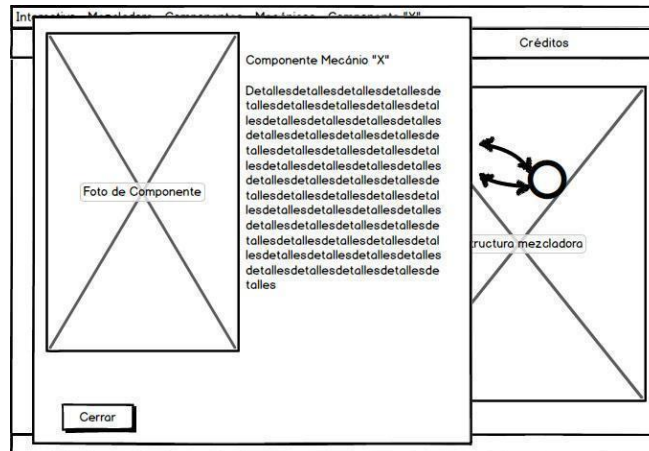 Créditos
Componente Mecánio "X"
Detallesdetallesdetallesdetallesde
tallesdetallesdetallesdetallesdetal
lesdetallesdetallesdetallesdetalles
detallesdetallesdetallesdetallesde
tallesdetallesdetallesdetallesdetal
lesdetallesdetallesdetallesdetalles
detallesdetallesdetallesdetallesde
tallesdetallesdetallesdetallesdetal
lesdetallesdetallesdetallesdetalles
detallesdetallesdetallesdetallesde
tallesdetallesdetallesdetallesdetal
lesdetallesdetallesdetallesdetalles
detallesdetallesdetallesdetallesde
talles
Foto de Componente
tructura mezcladora
Cerrar